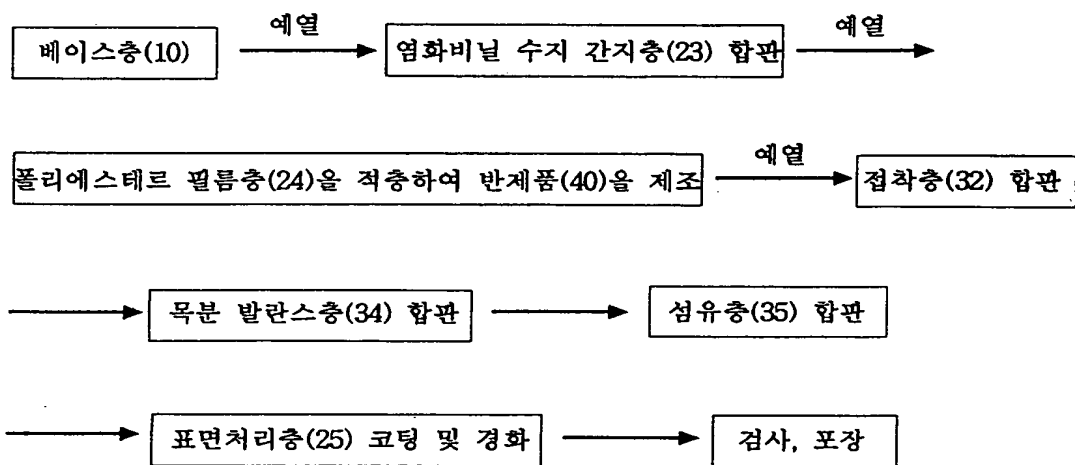 예열 예열
베이스층(10) 염화비닐 수지 간지층(23) 합판
예열
폴리에스테르 필름층(24)을 적층하여 반제품(40)을 제조 접착층(32) 합판
목분 발란스층(34) 합판 섬유층(35) 합판
표면처리층(25) 코팅 및 경화 검사, 포장